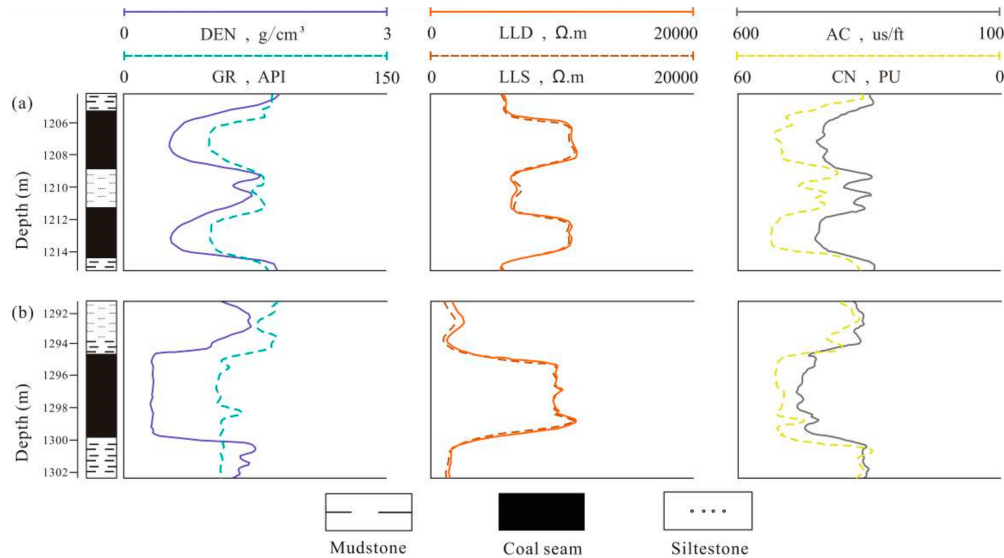 DEN , g/cm³
0 3
GR , API
0 150
LLD , Ω.m
0 20000
LLS , Ω.m
0 20000
AC , us/ft
600 100
CN , PU
60 0
(a)
Depth (m)
1206
1208
1210
1212
1214
(b)
Depth (m)
1292
1294
1296
1298
1300
1302
Mudstone
Coal seam
Siltestone